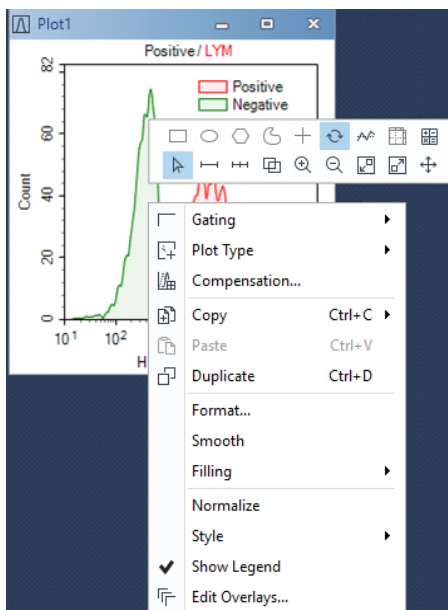 Plot1
Positive / LYM
82
Positive
Negative
60
Count
40
20
0
10¹ 10²
H
Gating
Plot Type
Compensation...
Copy Ctrl+C
Paste Ctrl+V
Duplicate Ctrl+D
Format...
Smooth
Filling
Normalize
Style
Show Legend
Edit Overlays...